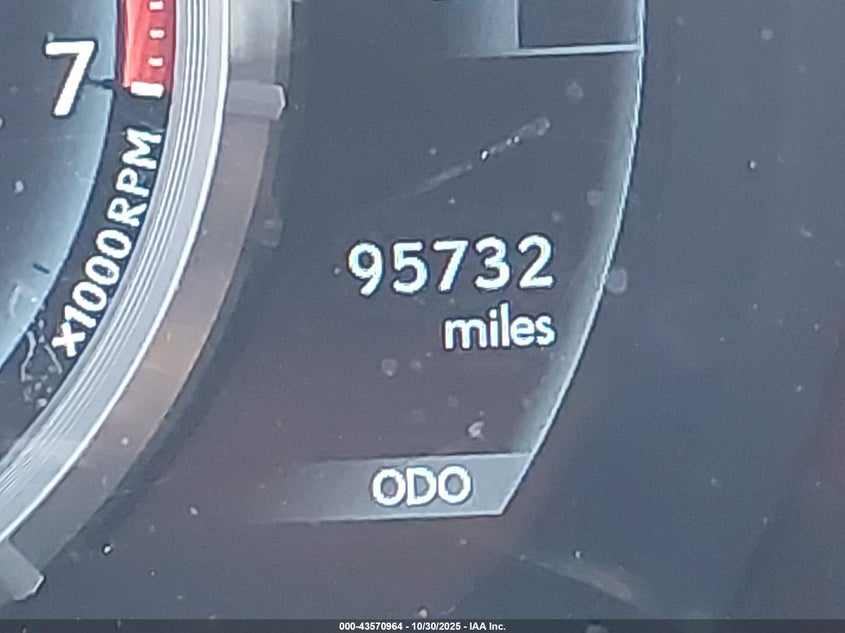 7
x1000RPM
95732
miles
ODO
000-43570964 - 10/30/2025 - IAA Inc.